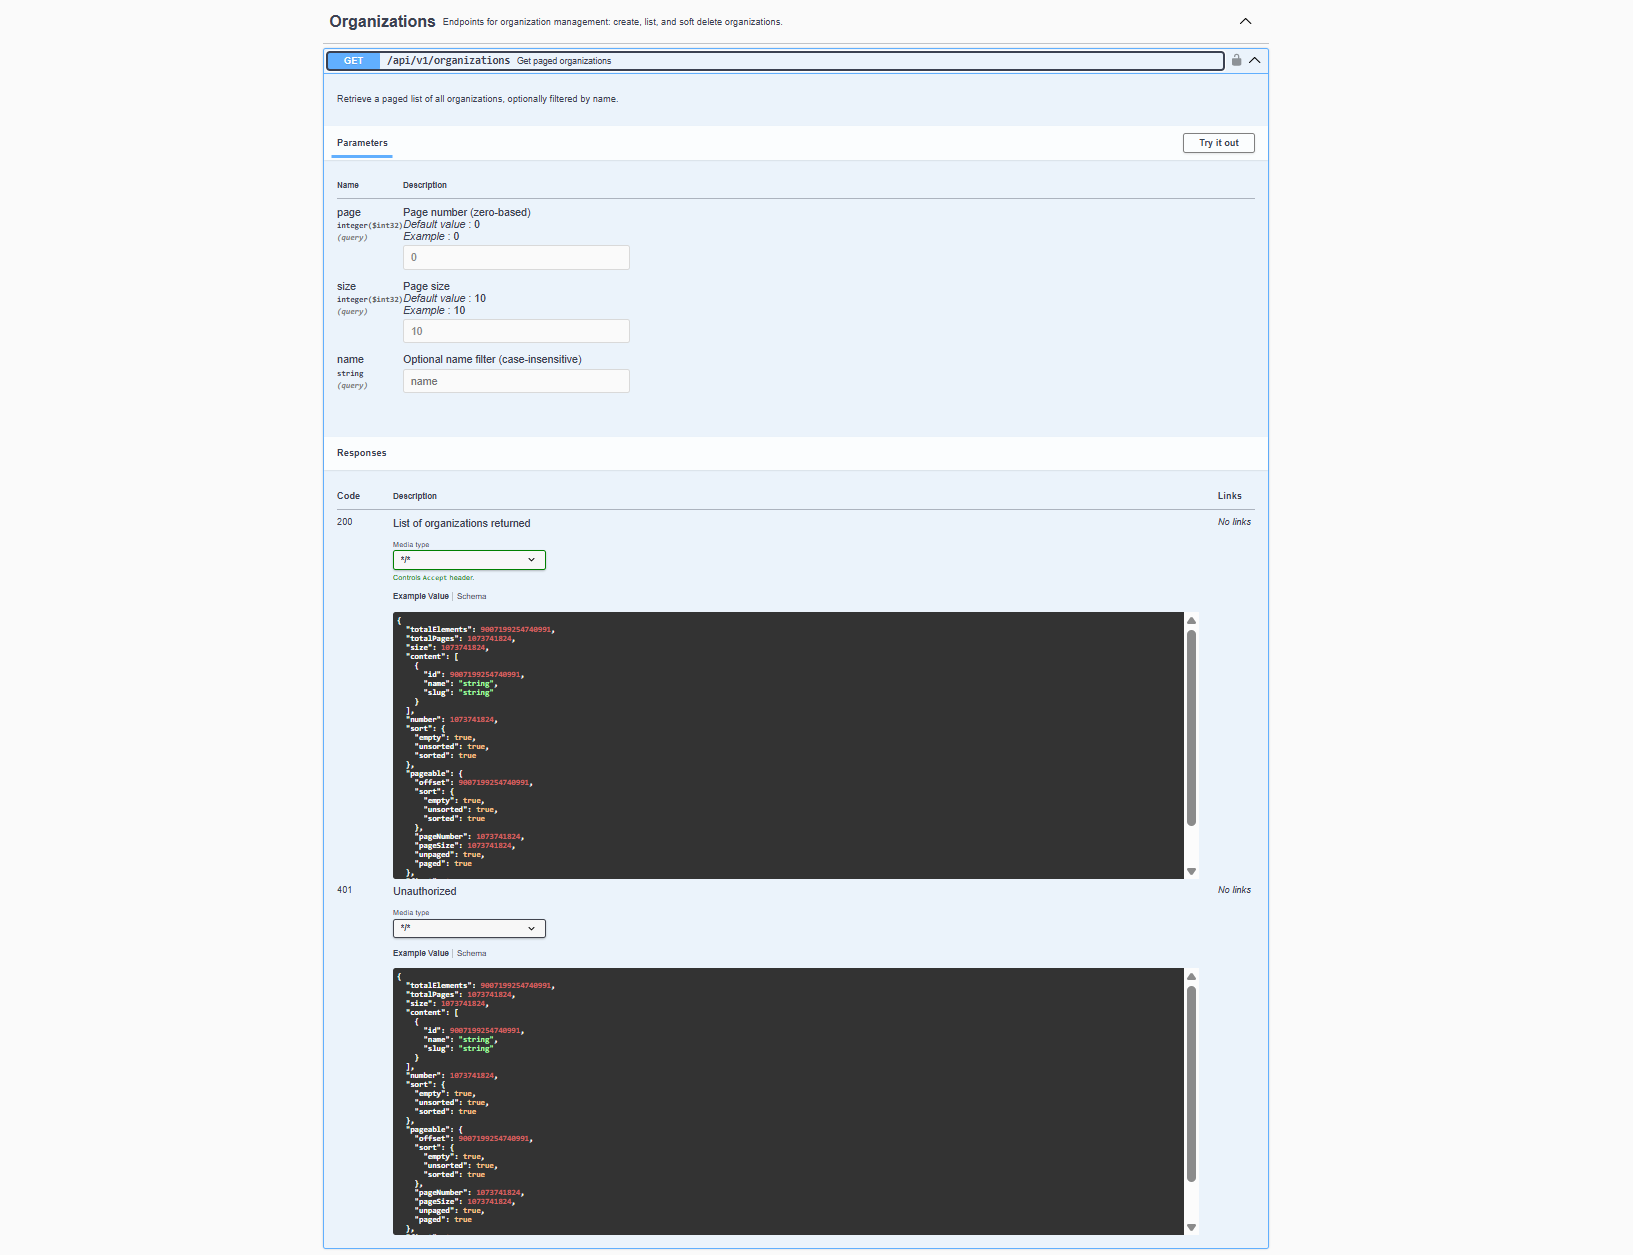 Organizations Endpoints for organization management: create, list, and soft delete organizations.
GET /api/v1/organizations Get paged organizations
Retrieve a paged list of all organizations, optionally filtered by name.
Parameters Try it out
Name Description
page Page number (zero-based)
integer($int32) Default value : 0
(query) Example : 0
0
size Page size
integer($int32) Default value : 10
(query) Example : 10
10
name Optional name filter (case-insensitive)
string
(query) name
Responses
Code Description Links
200 List of organizations returned No links
Media type
*/*
Controls Accept header.
Example Value | Schema
{
"totalElements": 9007199254740991,
"totalPages": 1073741824,
"size": 1073741824,
"content": [
{
"id": 9007199254740991,
"name": "string",
"slug": "string"
}
],
"number": 1073741824,
"sort": {
"empty": true,
"unsorted": true,
"sorted": true
},
"pageable": {
"offset": 9007199254740991,
"sort": {
"empty": true,
"unsorted": true,
"sorted": true
},
"pageNumber": 1073741824,
"pageSize": 1073741824,
"unpaged": true,
"paged": true
},
401 Unauthorized No links
Media type
*/*
Example Value | Schema
{
"totalElements": 9007199254740991,
"totalPages": 1073741824,
"size": 1073741824,
"content": [
{
"id": 9007199254740991,
"name": "string",
"slug": "string"
}
],
"number": 1073741824,
"sort": {
"empty": true,
"unsorted": true,
"sorted": true
},
"pageable": {
"offset": 9007199254740991,
"sort": {
"empty": true,
"unsorted": true,
"sorted": true
},
"pageNumber": 1073741824,
"pageSize": 1073741824,
"unpaged": true,
"paged": true
},